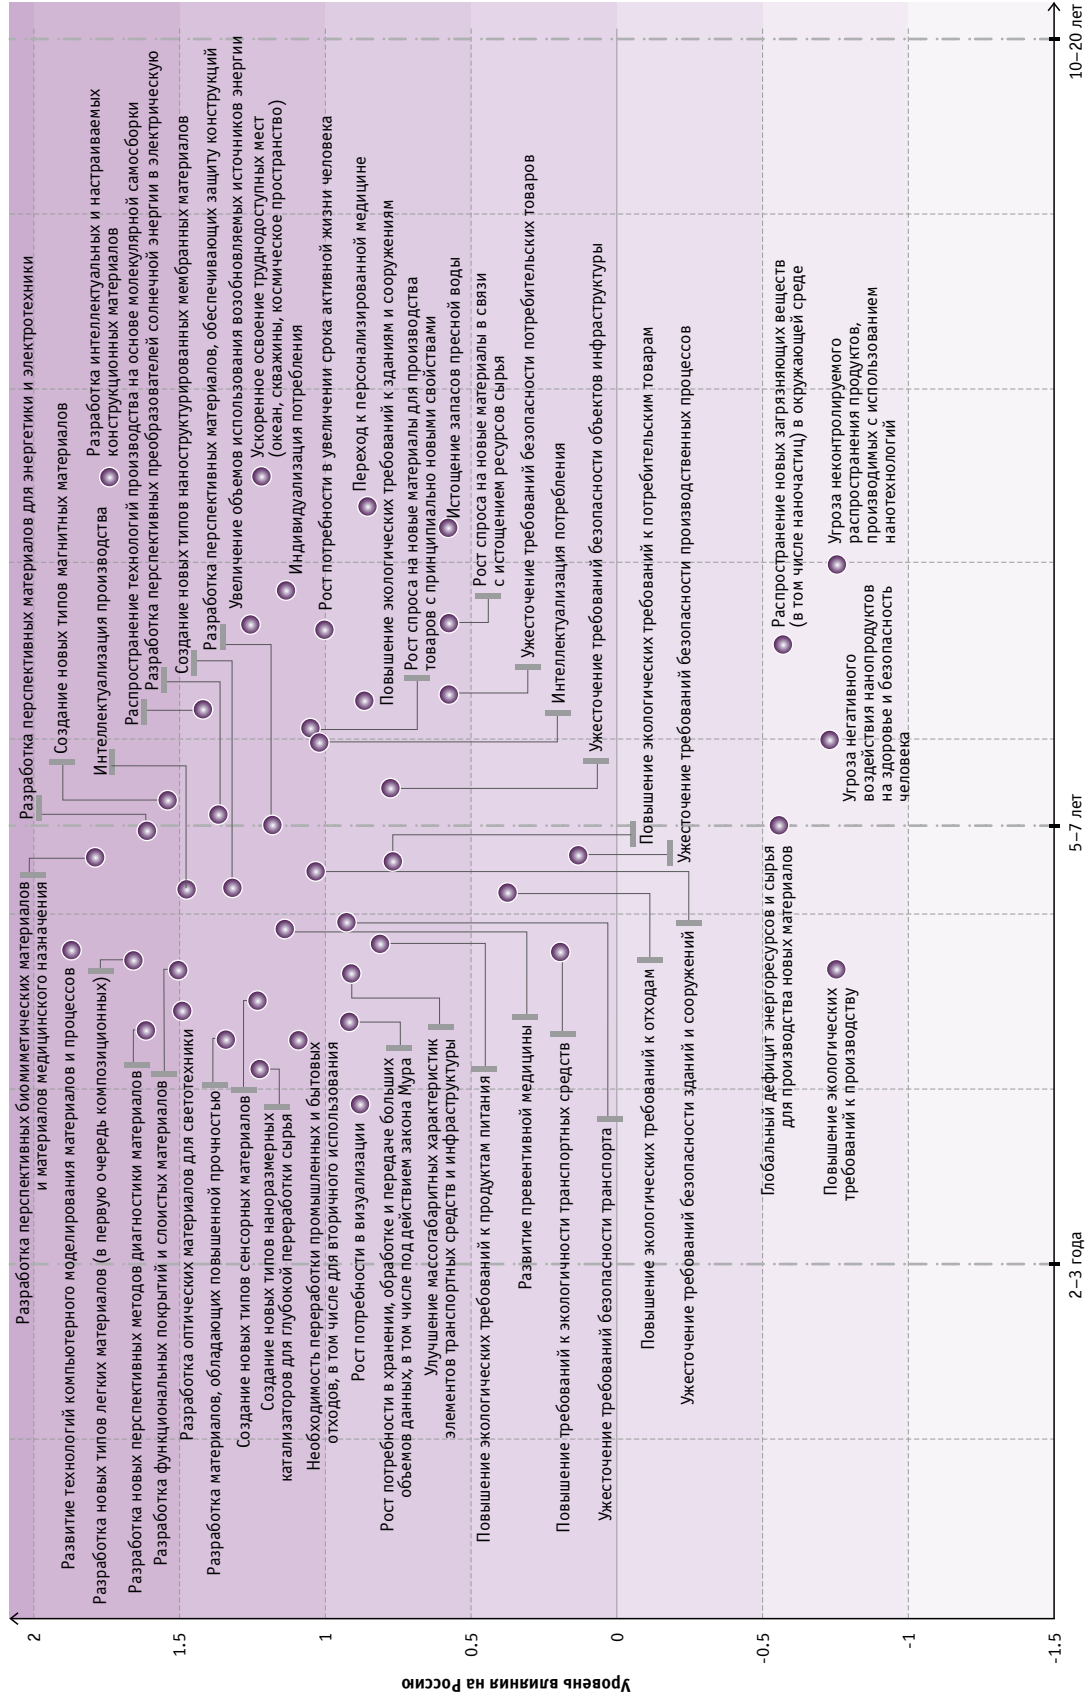 Уровень влияния на Россию
2
1.5
1
0.5
0
-0.5
-1
-1.5
2–3 года
5–7 лет
10–20 лет
Разработка перспективных биомиметических материалов
и материалов медицинского назначения
Развитие технологий компьютерного моделирования материалов и процессов
Разработка новых типов легких материалов (в первую очередь композиционных)
Разработка новых перспективных методов диагностики материалов
Разработка функциональных покрытий и слоистых материалов
Разработка оптических материалов для светотехники
Разработка материалов, обладающих повышенной прочностью
Создание новых типов сенсорных материалов
Создание новых типов наноразмерных
катализаторов для глубокой переработки сырья
Необходимость переработки промышленных и бытовых
отходов, в том числе для вторичного использования
Рост потребности в визуализации
Рост потребности в хранении, обработке и передаче больших
объемов данных, в том числе под действием закона Мура
Улучшение массогабаритных характеристик
элементов транспортных средств и инфраструктуры
Повышение экологических требований к продуктам питания
Развитие превентивной медицины
Повышение требований к экологичности транспортных средств
Ужесточение требований безопасности транспорта
Повышение экологических требований к отходам
Ужесточение требований безопасности зданий и сооружений
Глобальный дефицит энергоресурсов и сырья
для производства новых материалов
Повышение экологических
требований к производству
Разработка перспективных материалов для энергетики и электротехники
Создание новых типов магнитных материалов
Разработка интеллектуальных и настраиваемых
конструкционных материалов
Интеллектуализация производства
Распространение технологий производства на основе молекулярной самосборки
Разработка перспективных преобразователей солнечной энергии в электрическую
Создание новых типов наноструктурированных мембранных материалов
Разработка перспективных материалов, обеспечивающих защиту конструкций
Увеличение объемов использования возобновляемых источников энергии
Ускоренное освоение труднодоступных мест
(океан, скважины, космическое пространство)
Индивидуализация потребления
Рост потребности в увеличении срока активной жизни человека
Переход к персонализированной медицине
Повышение экологических требований к зданиям и сооружениям
Рост спроса на новые материалы для производства
товаров с принципиально новыми свойствами
Истощение запасов пресной воды
Рост спроса на новые материалы в связи
с истощением ресурсов сырья
Ужесточение требований безопасности потребительских товаров
Интеллектуализация потребления
Ужесточение требований безопасности объектов инфраструктуры
Повышение экологических требований к потребительским товарам
Ужесточение требований безопасности производственных процессов
Распространение новых загрязняющих веществ
(в том числе наночастиц) в окружающей среде
Угроза неконтролируемого
распространения продуктов,
производимых с использованием
нанотехнологий
Угроза негативного
воздействия нанопродуктов
на здоровье и безопасность
человека